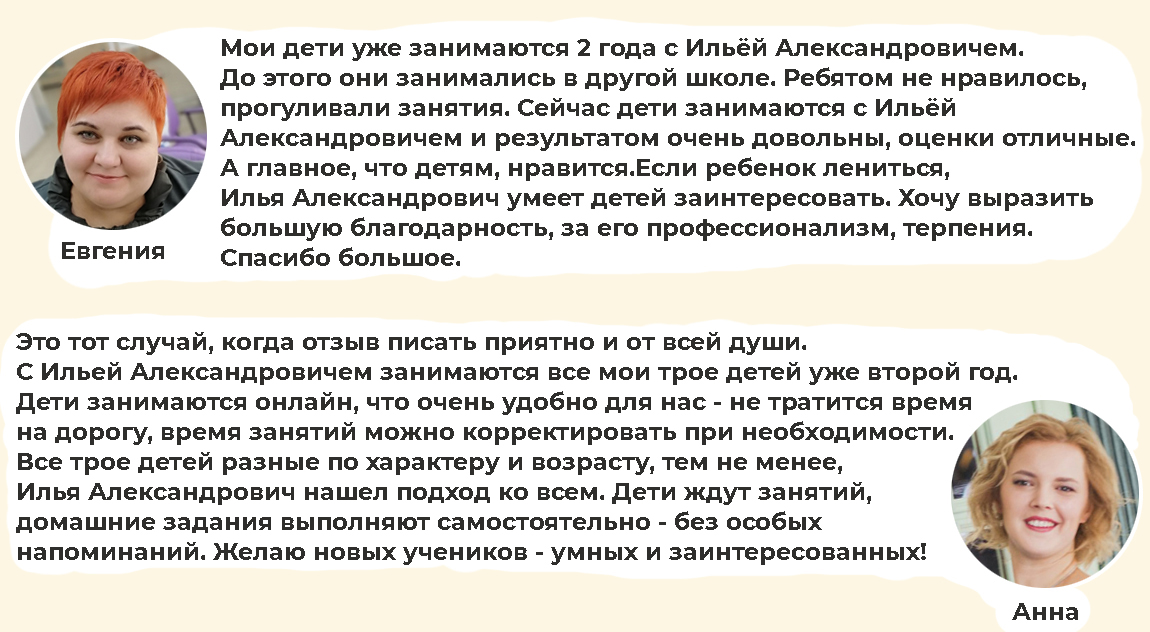 Мои дети уже занимаются 2 года с Ильёй Александровичем.
До этого они занимались в другой школе. Ребятом не нравилось,
прогуливали занятия. Сейчас дети занимаются с Ильёй
Александровичем и результатом очень довольны, оценки отличные.
А главное, что детям, нравится.Если ребенок лениться,
Илья Александрович умеет детей заинтересовать. Хочу выразить
большую благодарность, за его профессионализм, терпения.
Спасибо большое.
Евгения
Это тот случай, когда отзыв писать приятно и от всей души.
С Ильей Александровичем занимаются все мои трое детей уже второй год.
Дети занимаются онлайн, что очень удобно для нас - не тратится время
на дорогу, время занятий можно корректировать при необходимости.
Все трое детей разные по характеру и возрасту, тем не менее,
Илья Александрович нашел подход ко всем. Дети ждут занятий,
домашние задания выполняют самостоятельно - без особых
напоминаний. Желаю новых учеников - умных и заинтересованных!
Анна